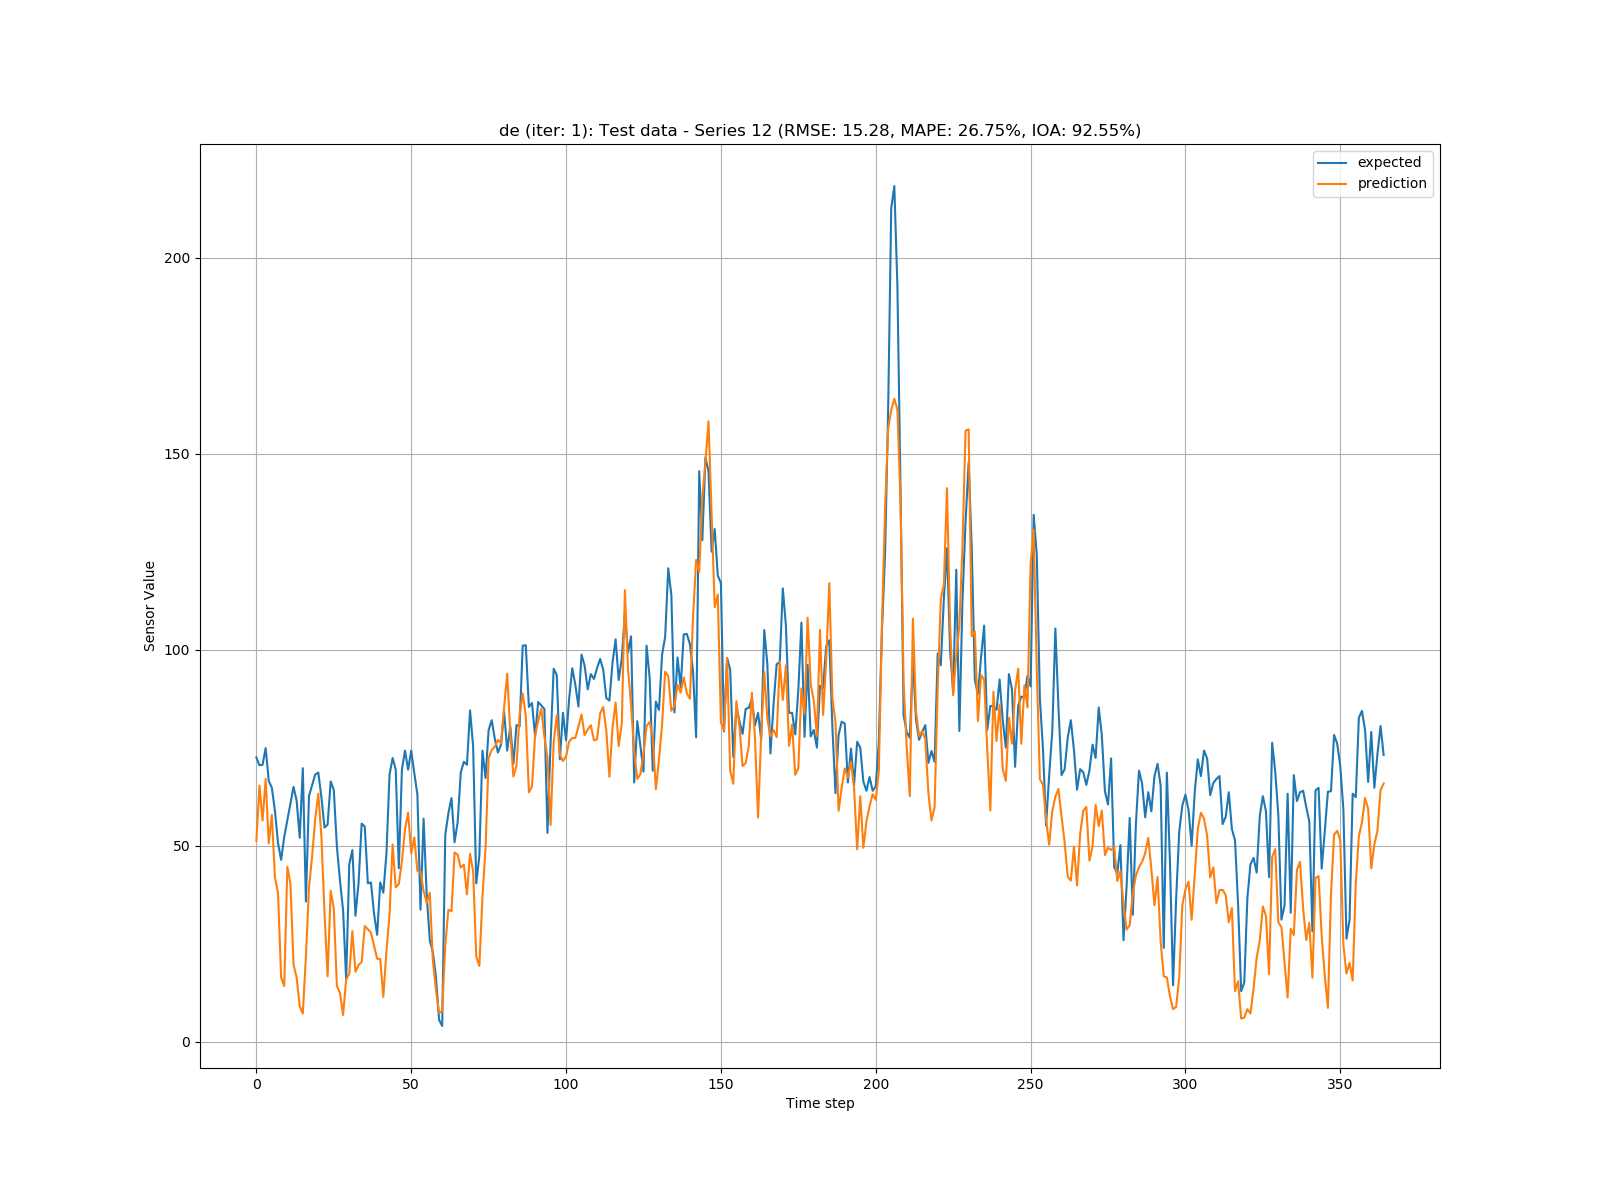 de (iter: 1): Test data - Series 12 (RMSE: 15.28, MAPE: 26.75%, IOA: 92.55%)
expected
prediction
200
150
100
50
0
Sensor Value
0 50 100 150 200 250 300 350
Time step